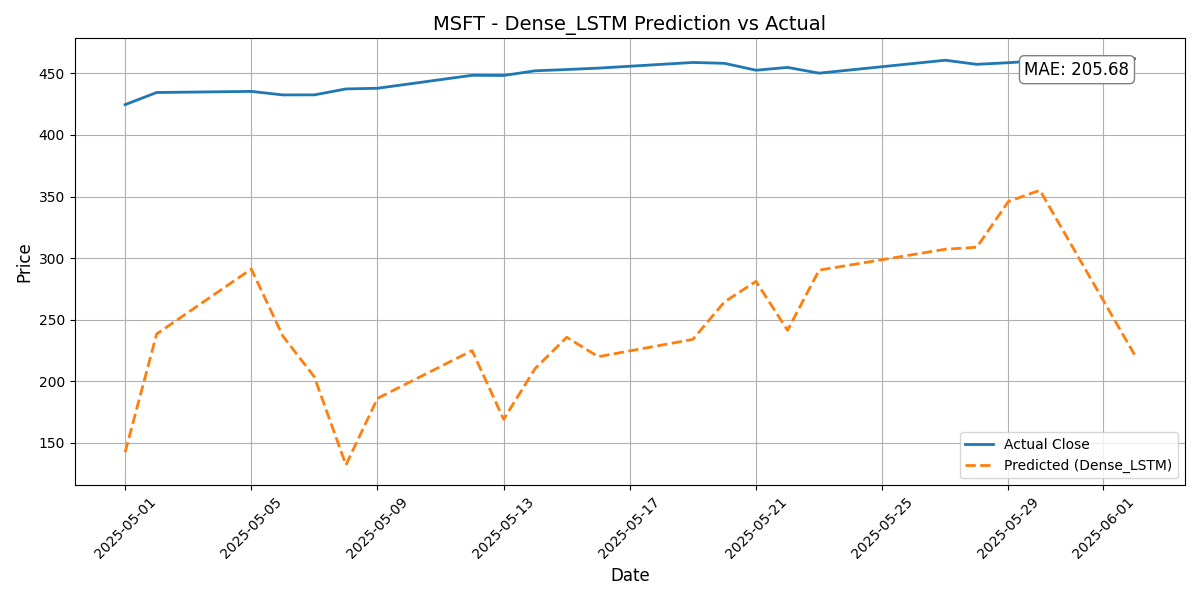 MSFT - Dense_LSTM Prediction vs Actual
MAE: 205.68
450
400
350
300
250
200
150
Price
Actual Close
Predicted (Dense_LSTM)
2025-05-01
2025-05-05
2025-05-09
2025-05-13
2025-05-17
2025-05-21
2025-05-25
2025-05-29
2025-06-01
Date